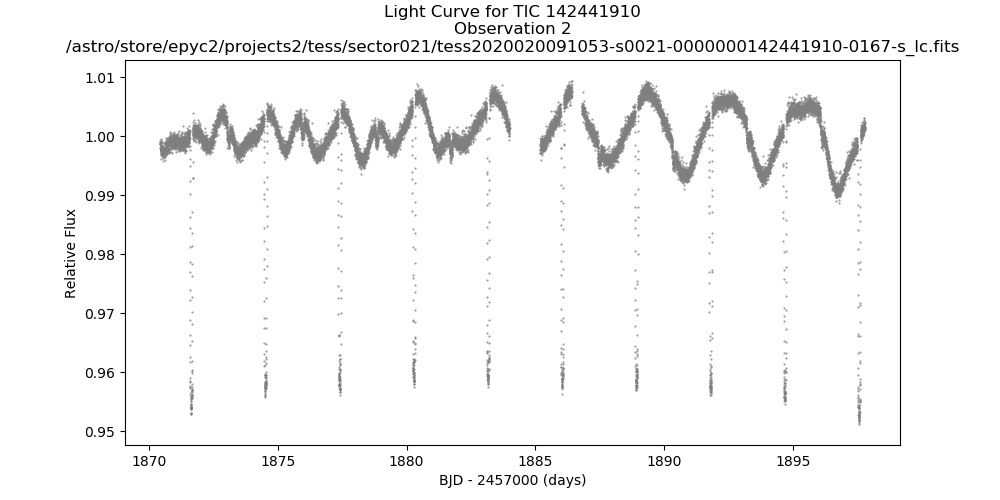 Light Curve for TIC 142441910
Observation 2
/astro/store/epyc2/projects2/tess/sector021/tess2020020091053-s0021-0000000142441910-0167-s_lc.fits
1.01
1.00
0.99
0.98
0.97
0.96
0.95
Relative Flux
1870
1875
1880
1885
1890
1895
BJD - 2457000 (days)